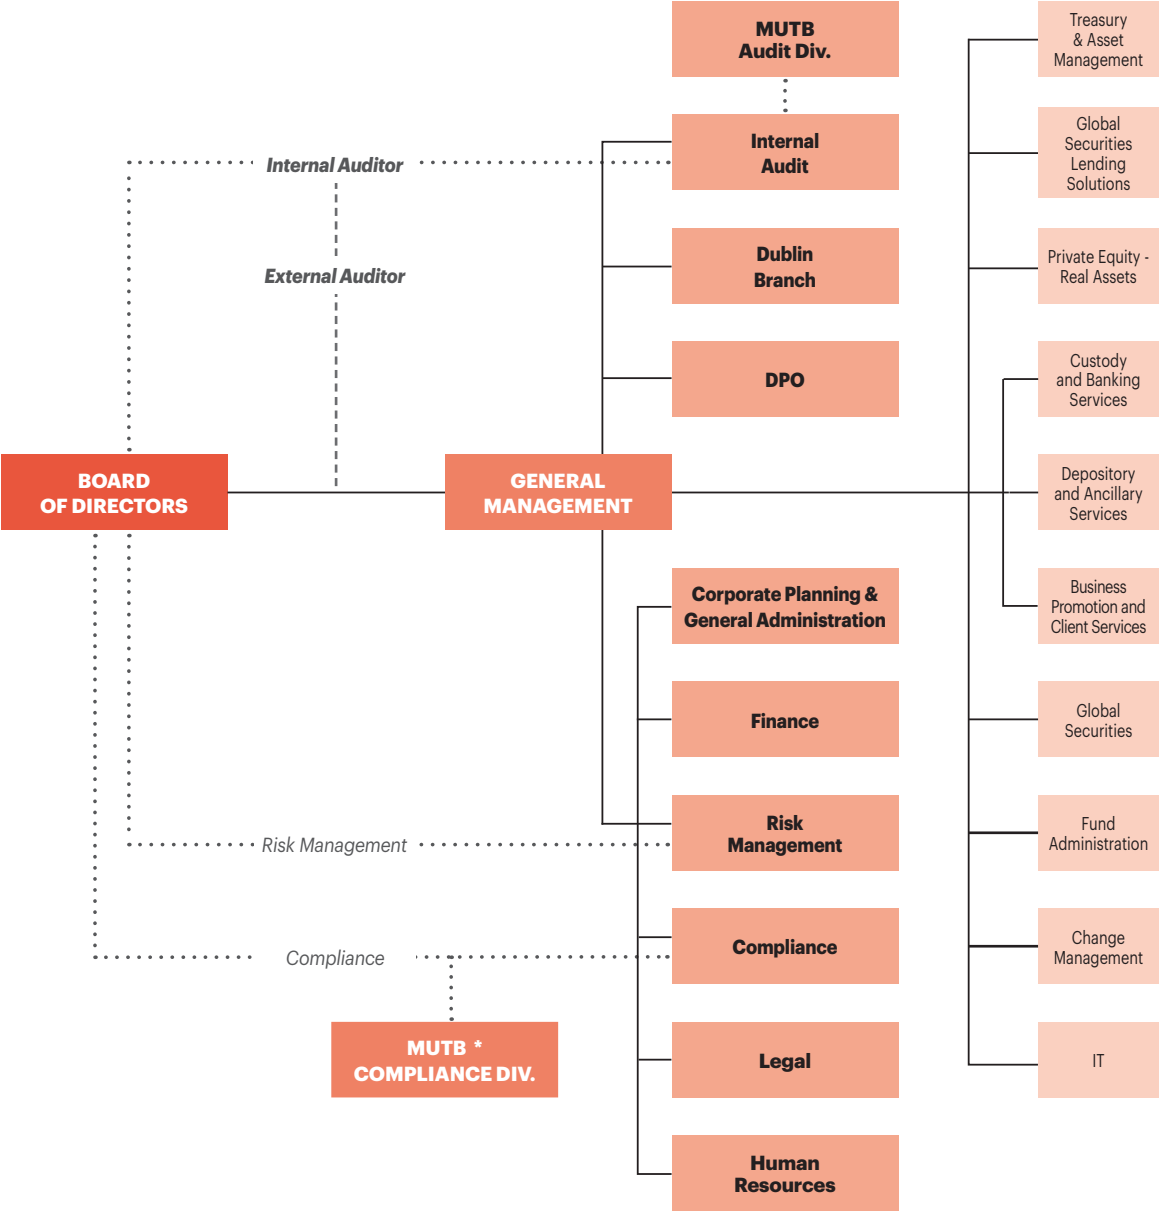 MUTB
Audit Div.
Internal
Audit
Internal Auditor
External Auditor
Dublin
Branch
DPO
BOARD
OF DIRECTORS
GENERAL
MANAGEMENT
Corporate Planning &
General Administration
Finance
Risk
Management
Risk Management
Compliance
Compliance
MUTB *
COMPLIANCE DIV.
Legal
Human
Resources
Treasury
& Asset
Management
Global
Securities
Lending
Solutions
Private Equity -
Real Assets
Custody
and Banking
Services
Depository
and Ancillary
Services
Business
Promotion and
Client Services
Global
Securities
Fund
Administration
Change
Management
IT